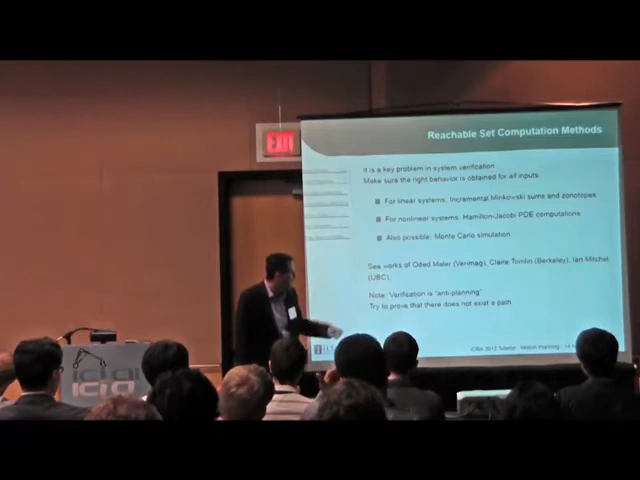 EXIT
Reachable Set Computation Methods
It is a key problem in system verification.
Make sure the right behavior is obtained for all inputs.
For linear systems: Incremental Minkowski sums and zonotopes
For nonlinear systems: Hamilton-Jacobi PDE computations
Also possible: Monte Carlo simulation
See works of Oded Maler (Verimag), Claire Tomlin (Berkeley), Ian Mitchel
(UBC),
Note: Verification is "anti-planning"
Try to prove that there does not exist a path.
ICRA 2012 Tutorial - Motion Planning - 14
icra